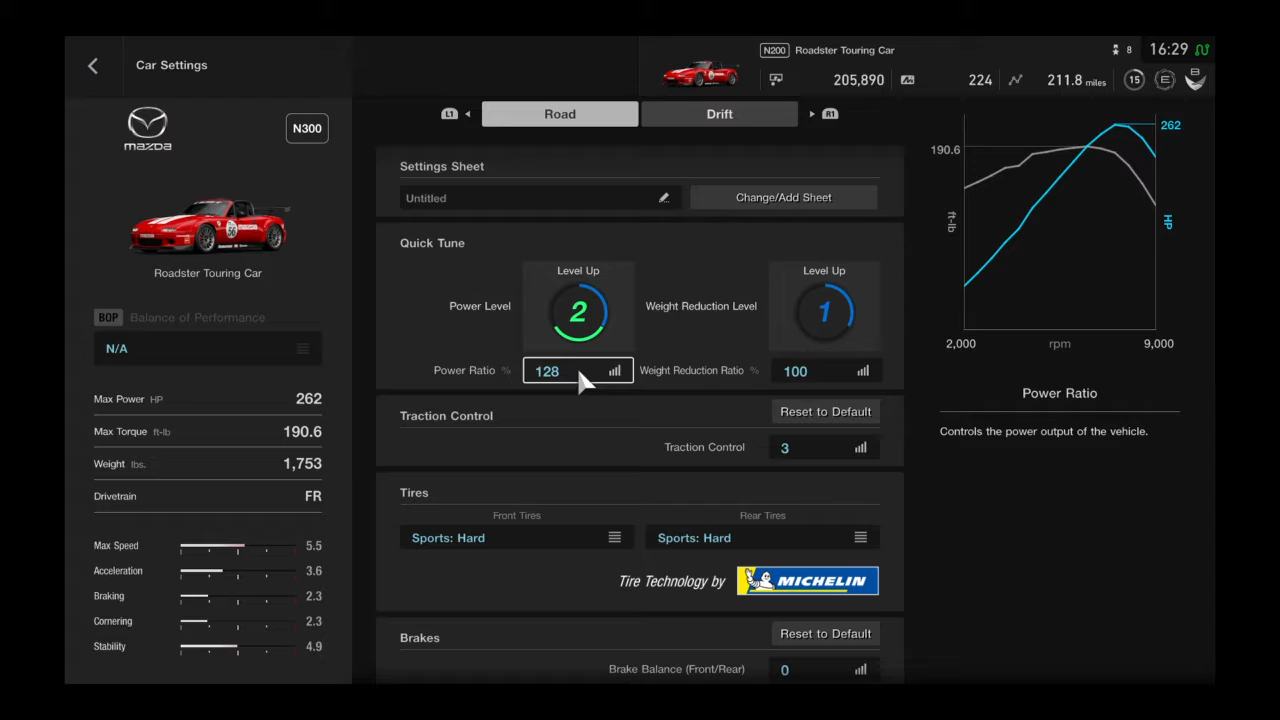 Car Settings
N200 Roadster Touring Car
8 16:29
205,890 224 211.8 miles 15 E B
mazda
N300
56
Roadster Touring Car
BOP Balance of Performance
N/A
Max Power HP 262
Max Torque ft-lb 190.6
Weight lbs. 1,753
Drivetrain FR
Max Speed 5.5
Acceleration 3.6
Braking 2.3
Cornering 2.3
Stability 4.9
L1 Road Drift R1
Settings Sheet
Untitled Change/Add Sheet
Quick Tune
Level Up Level Up
Power Level 2 Weight Reduction Level 1
Power Ratio % 128 Weight Reduction Ratio % 100
Traction Control Reset to Default
Traction Control 3
Tires
Front Tires Rear Tires
Sports: Hard Sports: Hard
Tire Technology by MICHELIN
Brakes Reset to Default
Brake Balance (Front/Rear) 0
262
190.6
ft-lb HP
2,000 rpm 9,000
Power Ratio
Controls the power output of the vehicle.